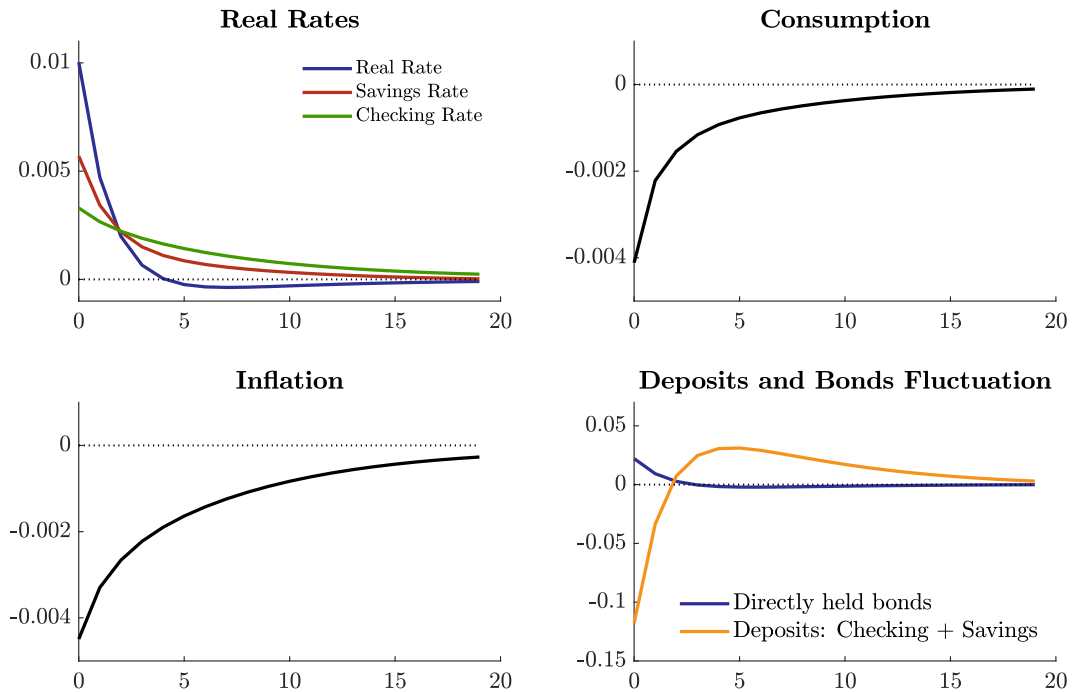 Real Rates
0.01
0.005
0
Real Rate
Savings Rate
Checking Rate
0 5 10 15 20
Consumption
0
-0.002
-0.004
0 5 10 15 20
Inflation
0
-0.002
-0.004
0 5 10 15 20
Deposits and Bonds Fluctuation
0.05
0
-0.05
-0.1
-0.15
Directly held bonds
Deposits: Checking + Savings
0 5 10 15 20